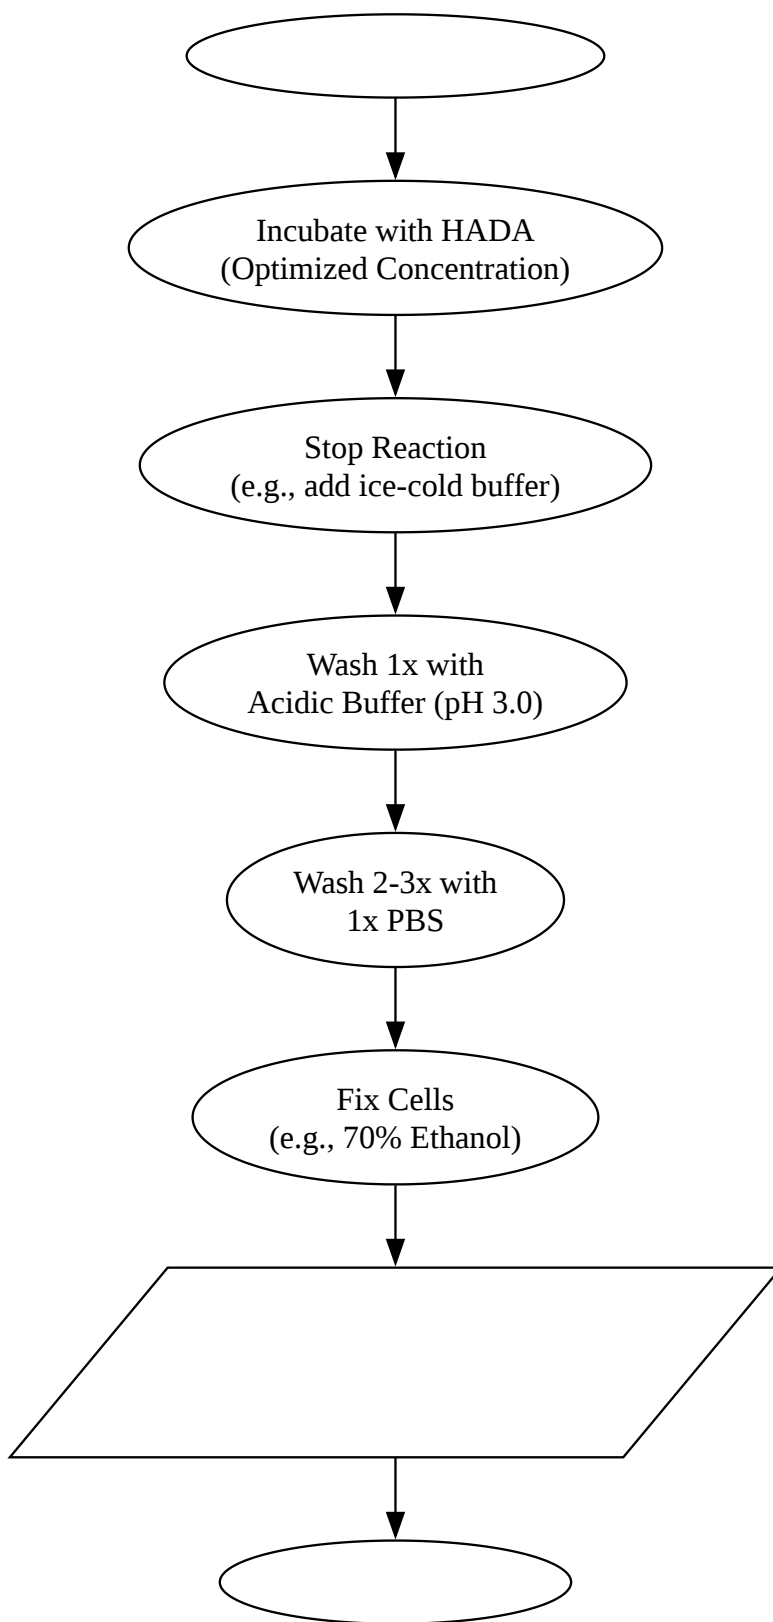 Incubate with HADA
(Optimized Concentration)
Stop Reaction
(e.g., add ice-cold buffer)
Wash 1x with
Acidic Buffer (pH 3.0)
Wash 2-3x with
1x PBS
Fix Cells
(e.g., 70% Ethanol)